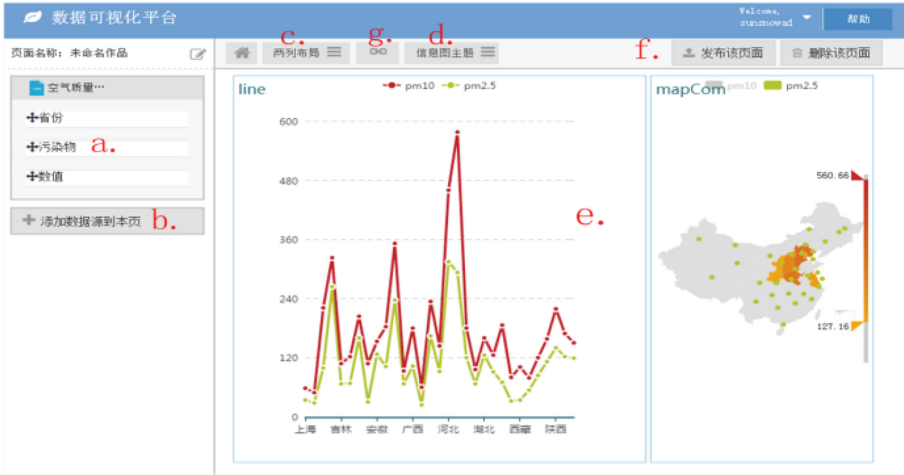 数据可视化平台
Welcome,
sunsnovad
帮助
页面名称: 未命名作品
c.
g.
d.
f.
两列布局
信息图主题
发布该页面
删除该页面
空气质量…
省份
污染物
a.
数值
添加数据源到本页
b.
line
pm10
pm2.5
600
480
360
240
120
0
上海
吉林
安徽
广西
河北
湖北
西藏
陕西
e.
mapCom
pm10
pm2.5
560.66
127.16